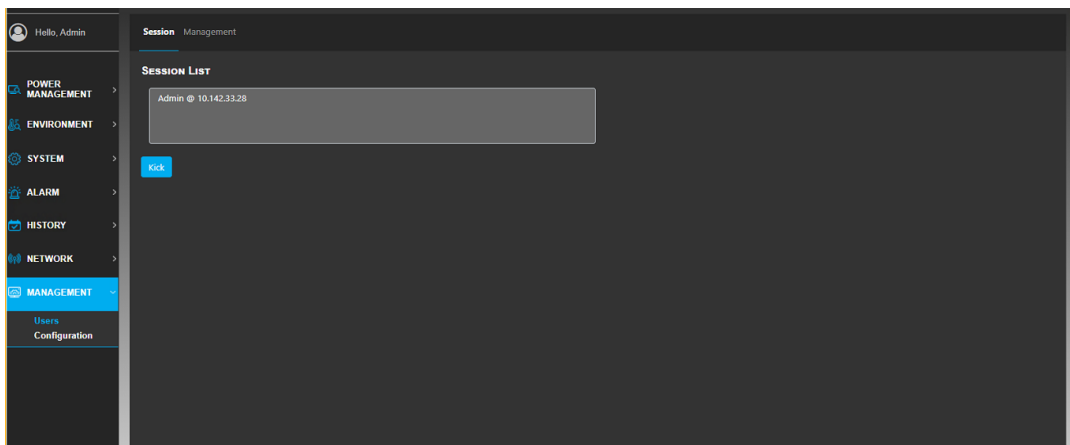 Hello, Admin
POWER
MANAGEMENT
ENVIRONMENT
SYSTEM
ALARM
HISTORY
NETWORK
MANAGEMENT
Users
Configuration
Session Management
SESSION LIST
Admin @ 10.142.33.28
Kick